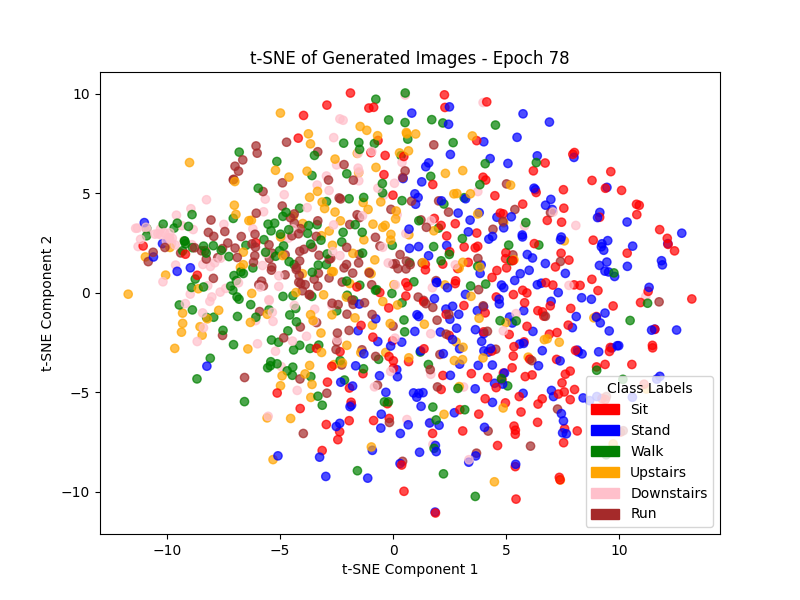 t-SNE of Generated Images - Epoch 78
t-SNE Component 2
10
5
0
−5
−10
−10
−5
0
5
10
t-SNE Component 1
Class Labels
Sit
Stand
Walk
Upstairs
Downstairs
Run